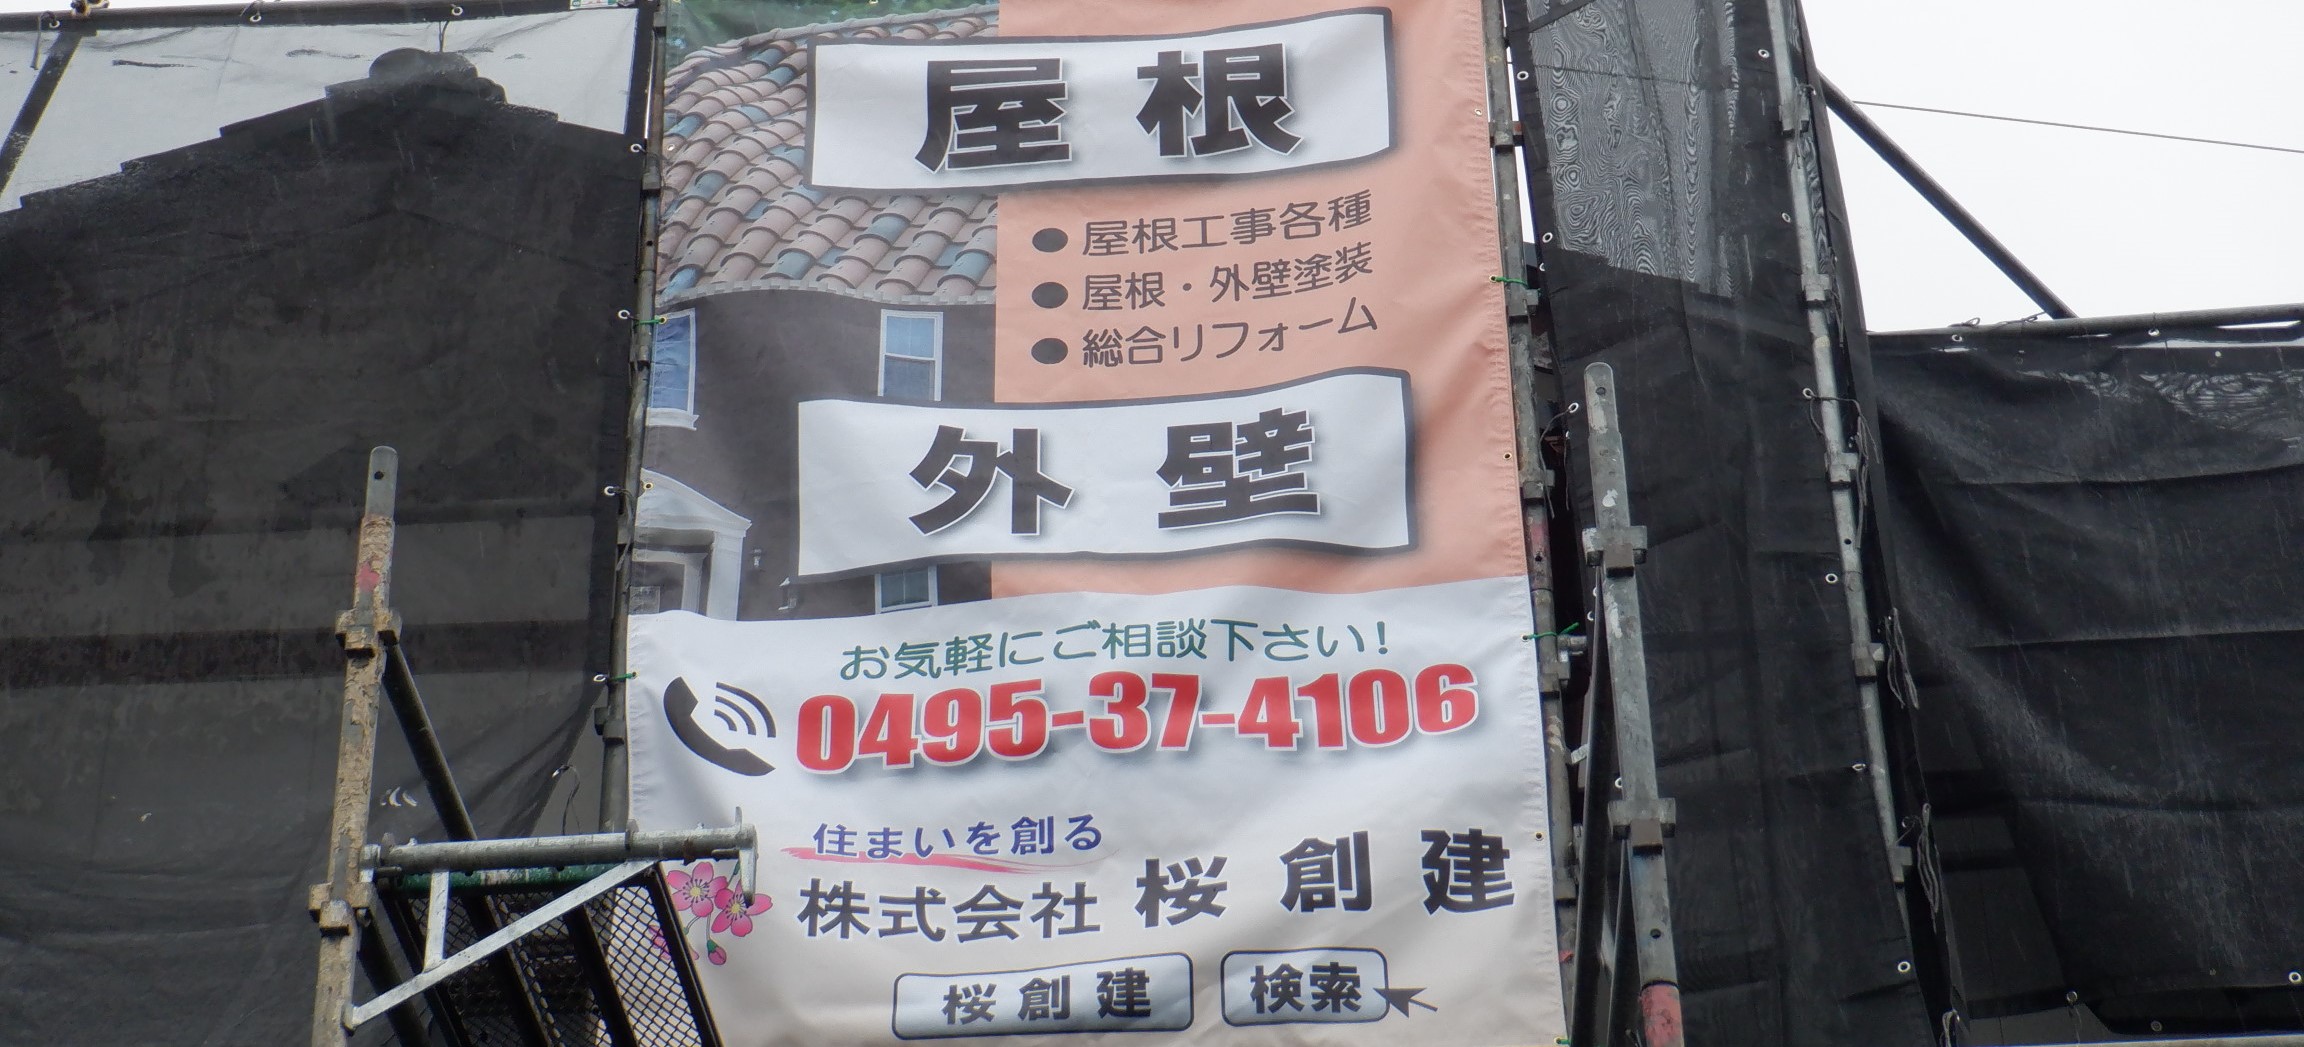 屋根
● 屋根工事各種
● 屋根・外壁塗装
● 総合リフォーム
外壁
お気軽にご相談下さい!
0495-37-4106
住まいを創る
株式会社 桜創建
桜創建 検索